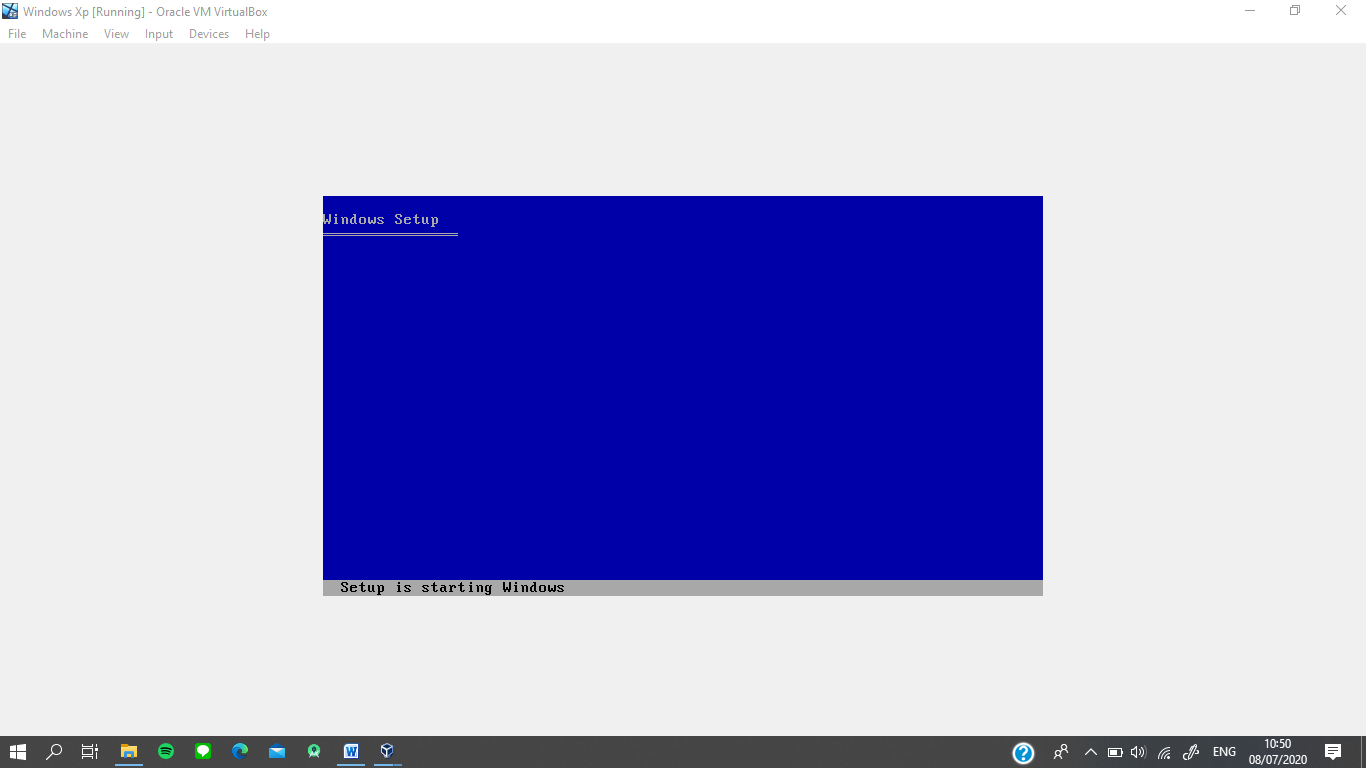 Windows Xp [Running] - Oracle VM VirtualBox
File Machine View Input Devices Help
Windows Setup
Setup is starting Windows
ENG
10:50
08/07/2020